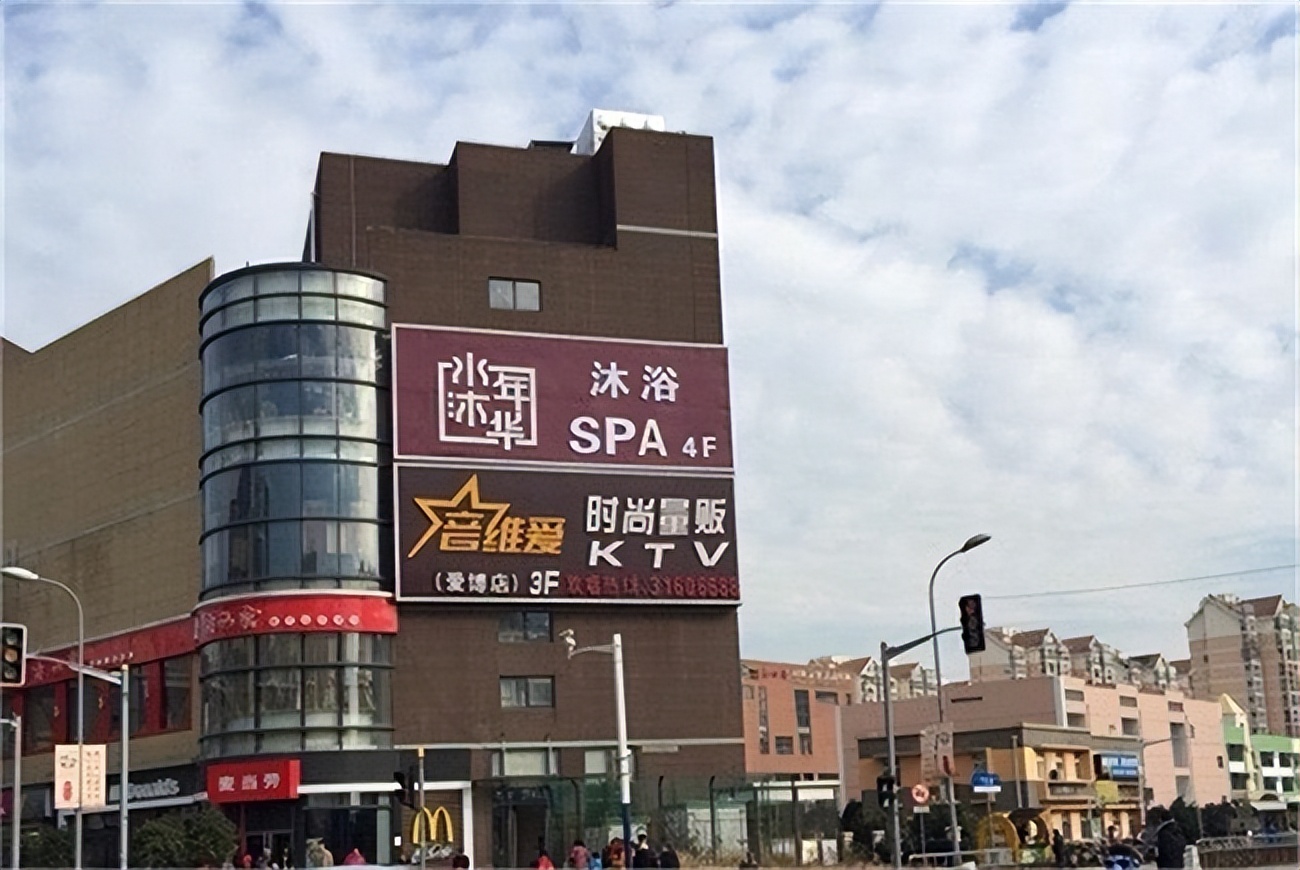 水沐年华
沐浴
SPA 4F
音维爱
时尚量贩
KTV
(爱博店) 3F
麦当劳